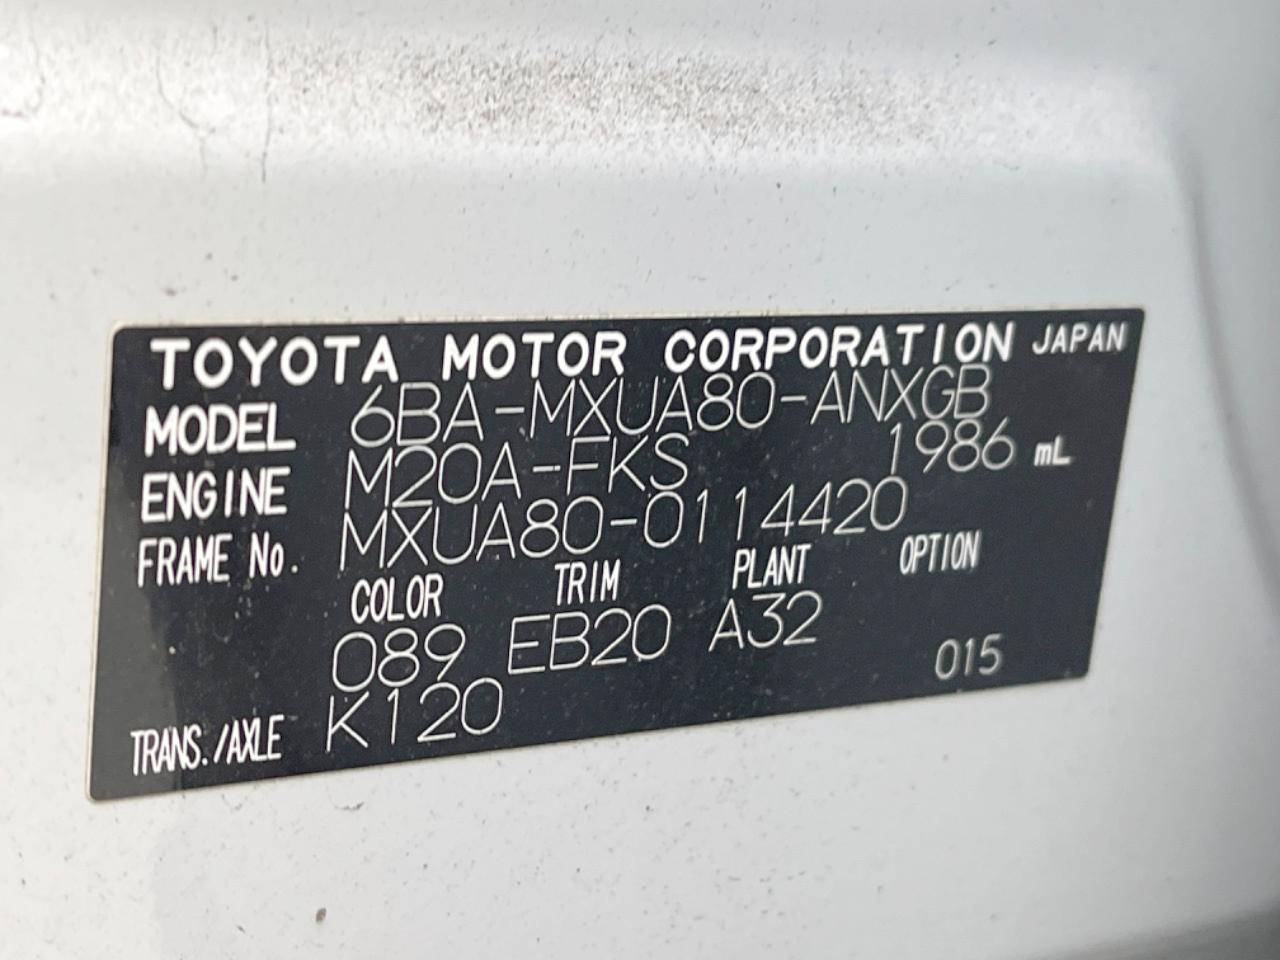 TOYOTA MOTOR CORPORATION JAPAN
MODEL 6BA-MXUA80-ANXGB
ENGINE M20A-FKS 1986 mL
FRAME No. MXUA80-0114420
COLOR TRIM PLANT OPTION
089 EB20 A32 015
TRANS./AXLE K120